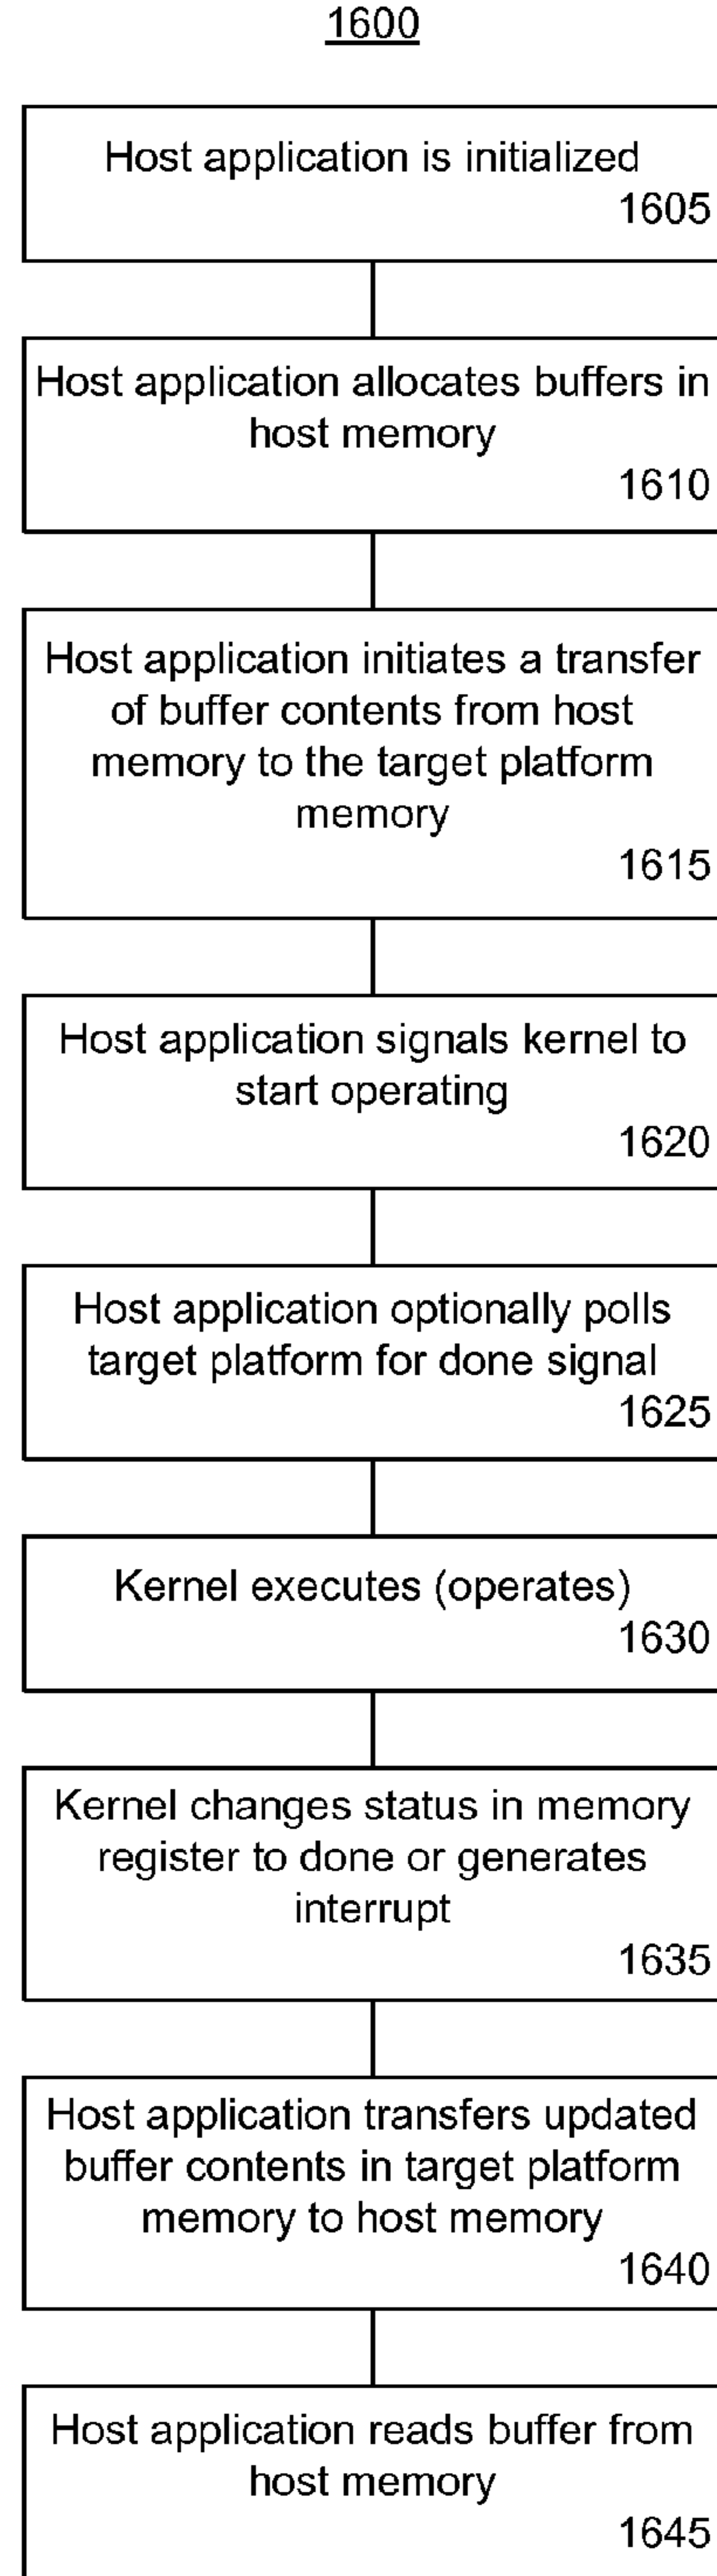 1600
Host application is initialized
1605
Host application allocates buffers in
host memory
1610
Host application initiates a transfer
of buffer contents from host
memory to the target platform
memory
1615
Host application signals kernel to
start operating
1620
Host application optionally polls
target platform for done signal
1625
Kernel executes (operates)
1630
Kernel changes status in memory
register to done or generates
interrupt
1635
Host application transfers updated
buffer contents in target platform
memory to host memory
1640
Host application reads buffer from
host memory
1645